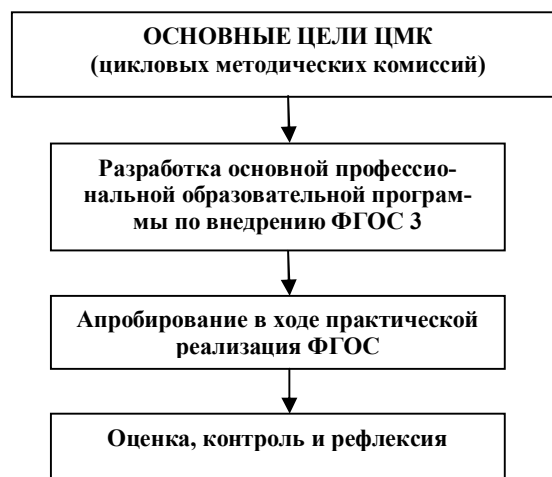 ОСНОВНЫЕ ЦЕЛИ ЦМК
(цикловых методических комиссий)
Разработка основной профессио-
нальной образовательной програм-
мы по внедрению ФГОС 3
Апробирование в ходе практической
реализация ФГОС
Оценка, контроль и рефлексия